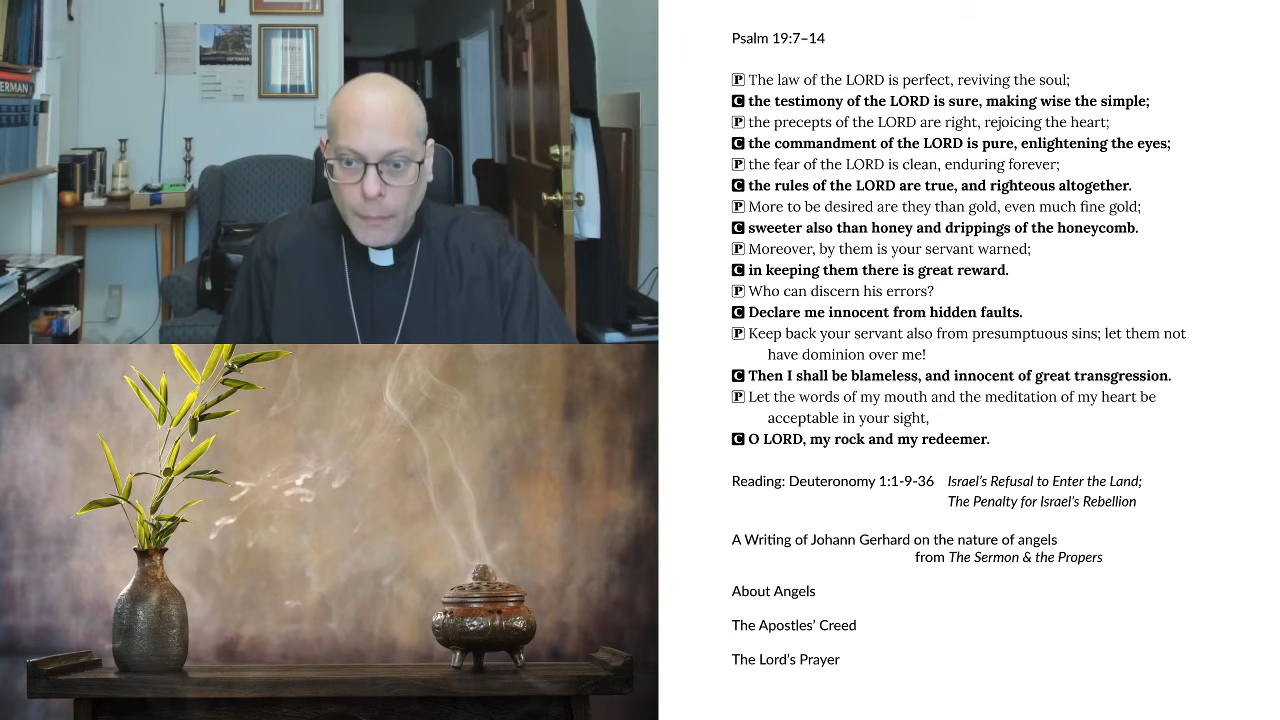 ERMAN
SEPTEMBER
Psalm 19:7–14
P The law of the LORD is perfect, reviving the soul;
C the testimony of the LORD is sure, making wise the simple;
P the precepts of the LORD are right, rejoicing the heart;
C the commandment of the LORD is pure, enlightening the eyes;
P the fear of the LORD is clean, enduring forever;
C the rules of the LORD are true, and righteous altogether.
P More to be desired are they than gold, even much fine gold;
C sweeter also than honey and drippings of the honeycomb.
P Moreover, by them is your servant warned;
C in keeping them there is great reward.
P Who can discern his errors?
C Declare me innocent from hidden faults.
P Keep back your servant also from presumptuous sins; let them not
have dominion over me!
C Then I shall be blameless, and innocent of great transgression.
P Let the words of my mouth and the meditation of my heart be
acceptable in your sight,
C O LORD, my rock and my redeemer.
Reading: Deuteronomy 1:1-9-36 Israel’s Refusal to Enter the Land;
The Penalty for Israel’s Rebellion
A Writing of Johann Gerhard on the nature of angels
from The Sermon & the Propers
About Angels
The Apostles’ Creed
The Lord’s Prayer